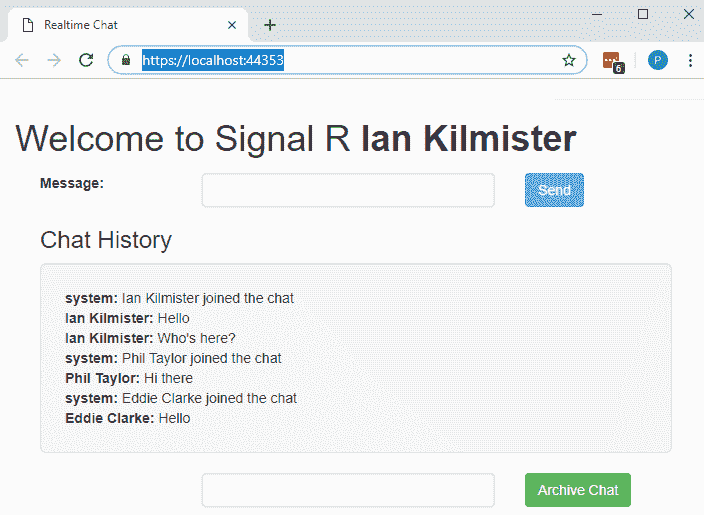 Realtime Chat
https://localhost:44353
6
P
Welcome to Signal R Ian Kilmister
Message:
Send
Chat History
system: Ian Kilmister joined the chat
Ian Kilmister: Hello
Ian Kilmister: Who's here?
system: Phil Taylor joined the chat
Phil Taylor: Hi there
system: Eddie Clarke joined the chat
Eddie Clarke: Hello
Archive Chat